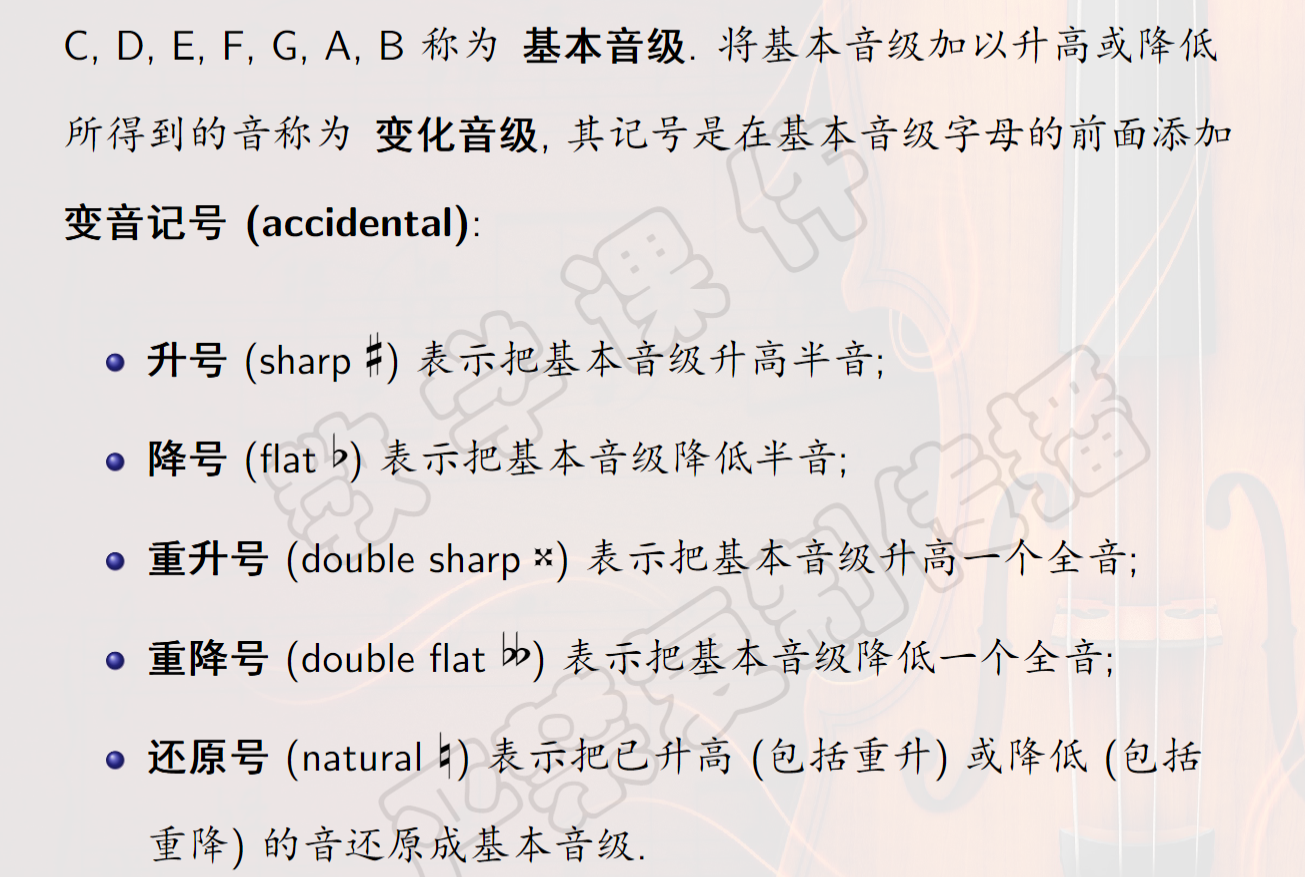 C, D, E, F, G, A, B 称为 基本音级. 将基本音级加以升高或降低
所得到的音称为 变化音级, 其记号是在基本音级字母的前面添加
变音记号 (accidental):
升号 (sharp ♯) 表示把基本音级升高半音;
降号 (flat ♭) 表示把基本音级降低半音;
重升号 (double sharp 𝄪) 表示把基本音级升高一个全音;
重降号 (double flat 𝄫) 表示把基本音级降低一个全音;
还原号 (natural ♮) 表示把已升高 (包括重升) 或降低 (包括
重降) 的音还原成基本音级.
教学课件
严禁复制传播